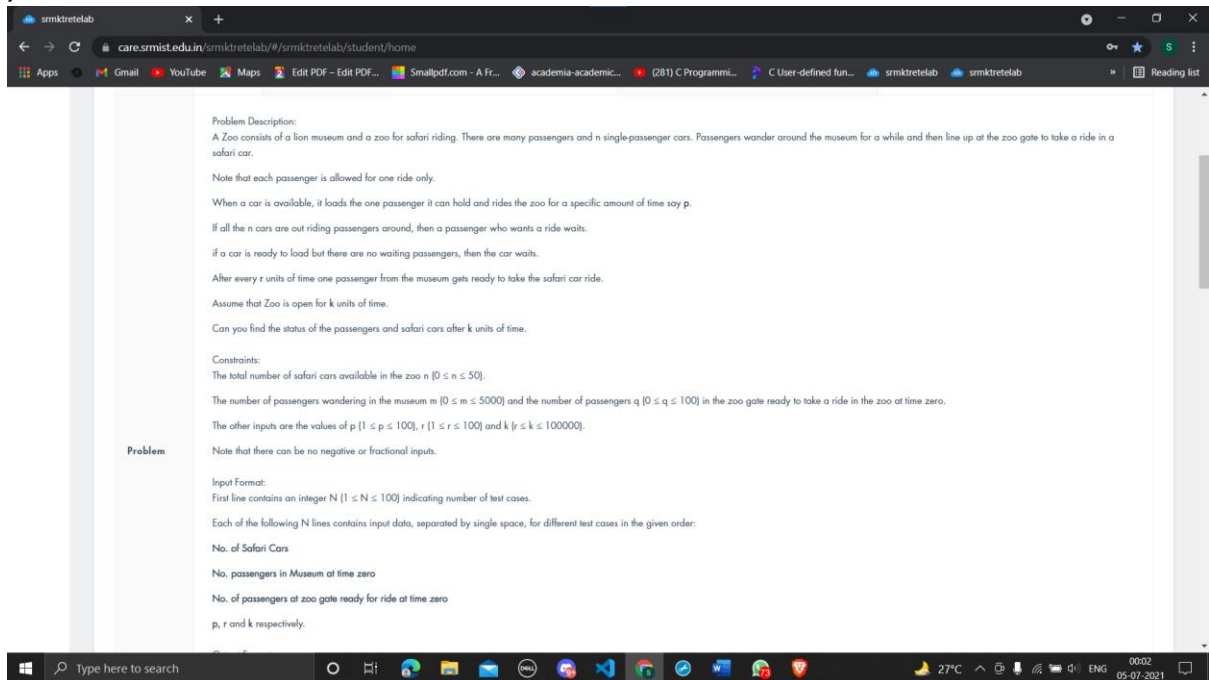 srmktretelab
care.srmist.edu.in/srmktretelab/#/srmktretelab/student/home
S
Apps
Gmail
YouTube
Maps
Edit PDF – Edit PDF...
Smallpdf.com - A Fr...
academia-academic...
(281) C Programmi...
C User-defined fun...
srmktretelab
srmktretelab
»
Reading list
Problem Description:
A Zoo consists of a lion museum and a zoo for safari riding. There are many passengers and n single-passenger cars. Passengers wander around the museum for a while and then line up at the zoo gate to take a ride in a
safari car.
Note that each passenger is allowed for one ride only.
When a car is available, it loads the one passenger it can hold and rides the zoo for a specific amount of time say p.
If all the n cars are out riding passengers around, then a passenger who wants a ride waits.
if a car is ready to load but there are no waiting passengers, then the car waits.
After every r units of time one passenger from the museum gets ready to take the safari car ride.
Assume that Zoo is open for k units of time.
Can you find the status of the passengers and safari cars after k units of time.
Constraints:
The total number of safari cars available in the zoo n (0 ≤ n ≤ 50).
The number of passengers wandering in the museum m (0 ≤ m ≤ 5000) and the number of passengers q (0 ≤ q ≤ 100) in the zoo gate ready to take a ride in the zoo at time zero.
The other inputs are the values of p (1 ≤ p ≤ 100), r (1 ≤ r ≤ 100) and k (r ≤ k ≤ 100000).
Problem
Note that there can be no negative or fractional inputs.
Input Format:
First line contains an integer N (1 ≤ N ≤ 100) indicating number of test cases.
Each of the following N lines contains input data, separated by single space, for different test cases in the given order:
No. of Safari Cars
No. passengers in Museum at time zero
No. of passengers at zoo gate ready for ride at time zero
p, r and k respectively.
Type here to search
27°C
ENG
00:02
05-07-2021